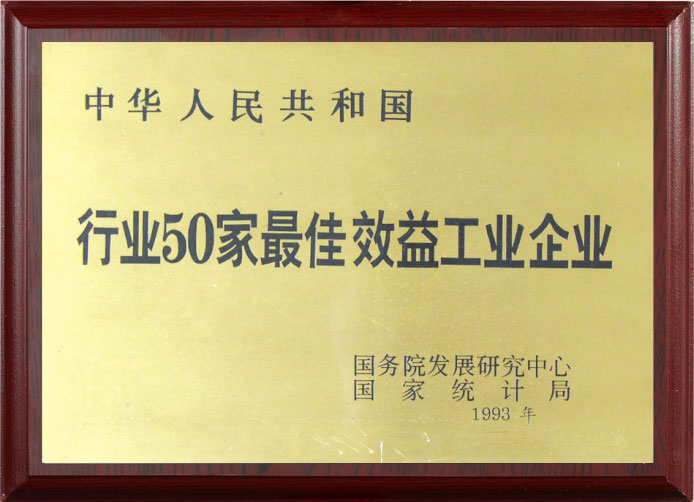 中华人民共和国
行业50家最佳效益工业企业
国务院发展研究中心
国家统计局
1993年